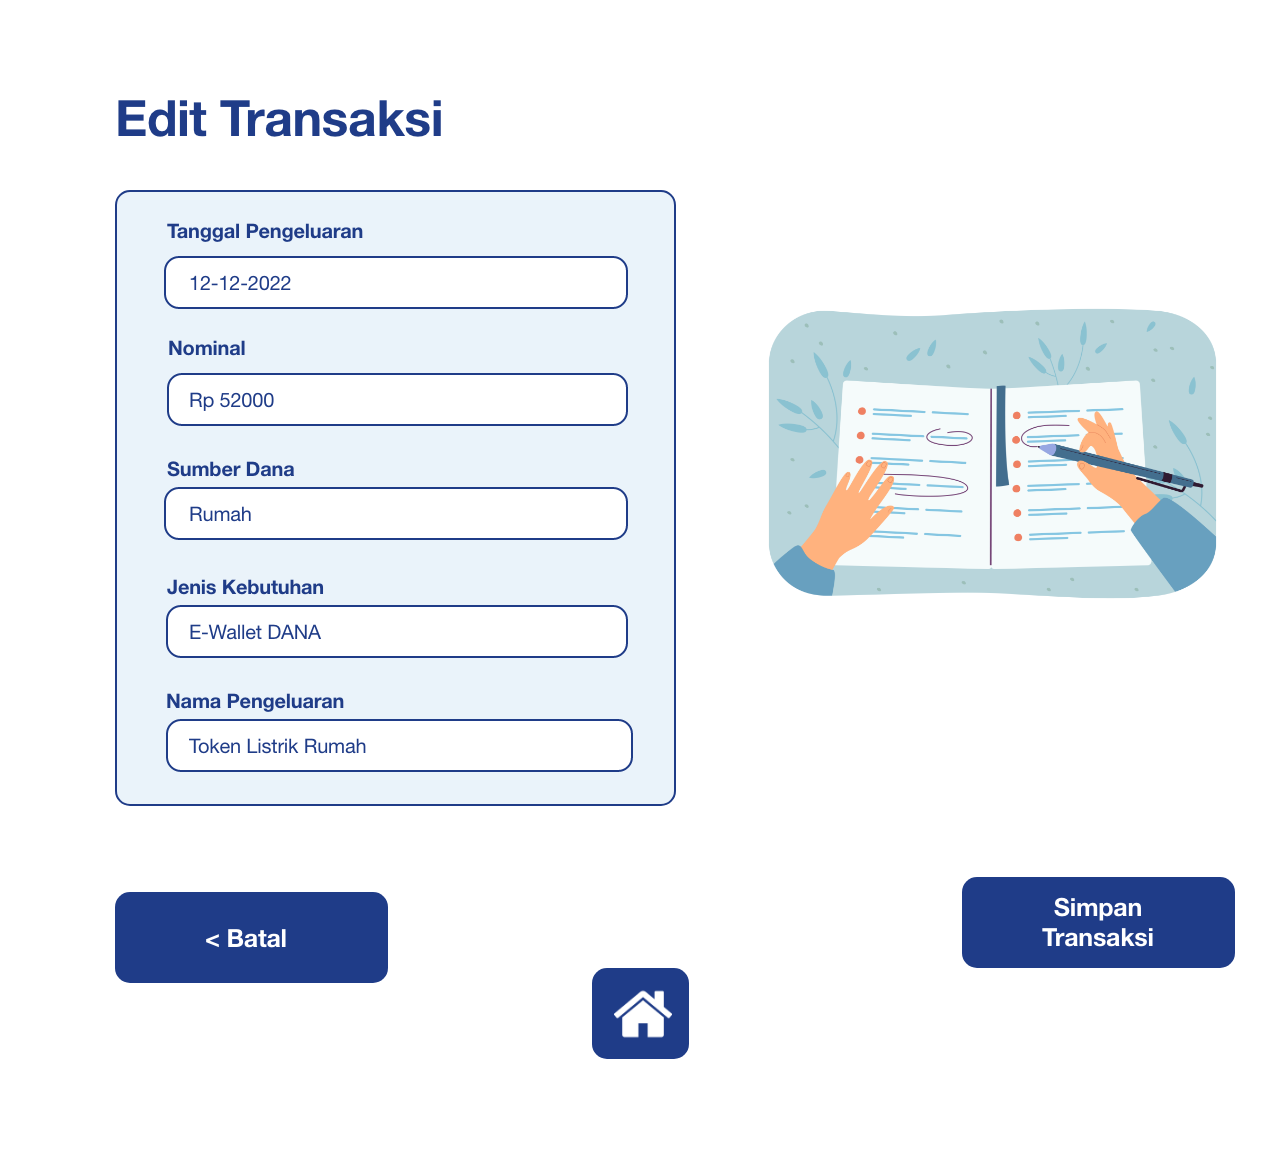 Edit Transaksi
Tanggal Pengeluaran
12-12-2022
Nominal
Rp 52000
Sumber Dana
Rumah
Jenis Kebutuhan
E-Wallet DANA
Nama Pengeluaran
Token Listrik Rumah
< Batal
Simpan
Transaksi